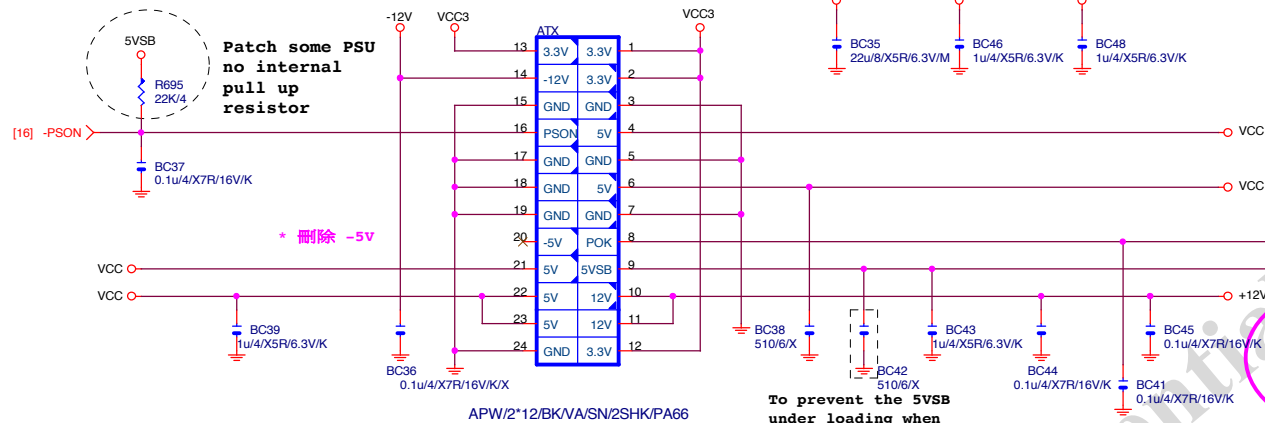 5VSB
R695
22K/4
Patch some PSU
no internal
pull up
resistor
[16] -PSON
BC37
0.1u/4/X7R/16V/K
* 刪除 -5V
VCC
VCC
BC39
1u/4/X5R/6.3V/K
-12V
VCC3
BC36
0.1u/4/X7R/16V/K/X
ATX
VCC3
13 3.3V 3.3V 1
14 -12V 3.3V 2
15 GND GND 3
16 PSON 5V 4
17 GND GND 5
18 GND 5V 6
19 GND GND 7
20 -5V POK 8
21 5V 5VSB 9
22 5V 12V 10
23 5V 12V 11
24 GND 3.3V 12
APW/2*12/BK/VA/SN/2SHK/PA66
BC35
22u/8/X5R/6.3V/M
BC46
1u/4/X5R/6.3V/K
BC48
1u/4/X5R/6.3V/K
VCC
VCC
+12V
BC38
510/6/X
BC42
510/6/X
BC43
1u/4/X5R/6.3V/K
BC44
0.1u/4/X7R/16V/K
BC45
0.1u/4/X7R/16V/K
BC41
0.1u/4/X7R/16V/K
To prevent the 5VSB
under loading when